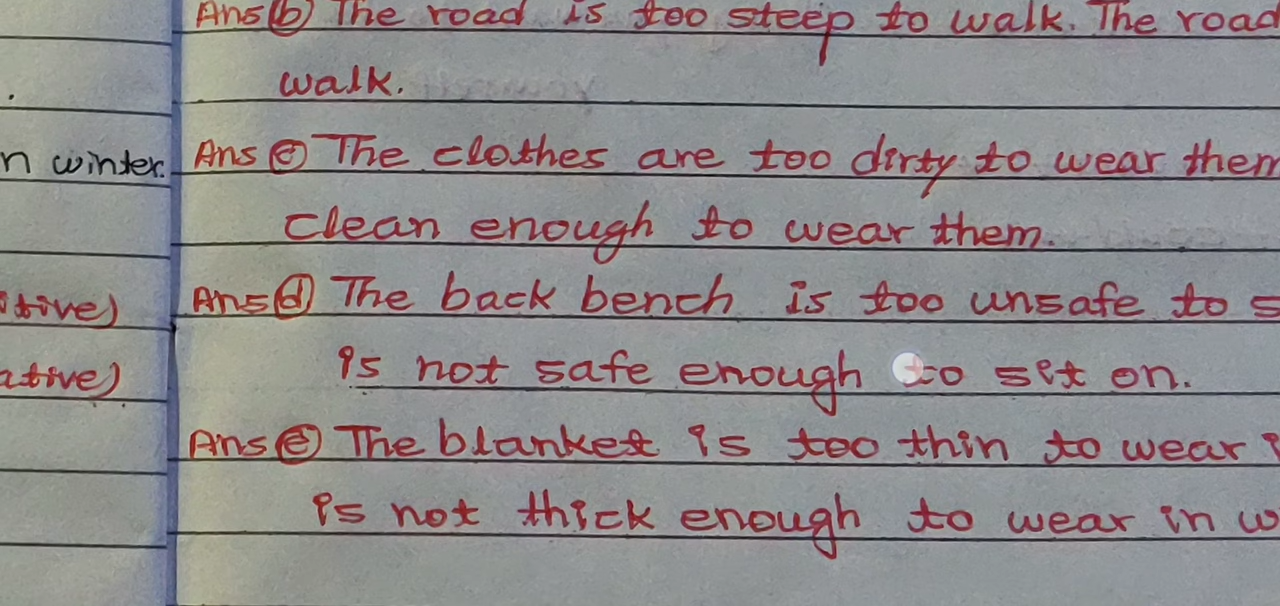 Ans (b) The road is too steep to walk. The road
walk.
n winter. Ans (c) The clothes are too dirty to wear them
clean enough to wear them.
itive) Ans (d) The back bench is too unsafe to s
ative) is not safe enough to sit on.
Ans (e) The blanket is too thin to wear i
is not thick enough to wear in w